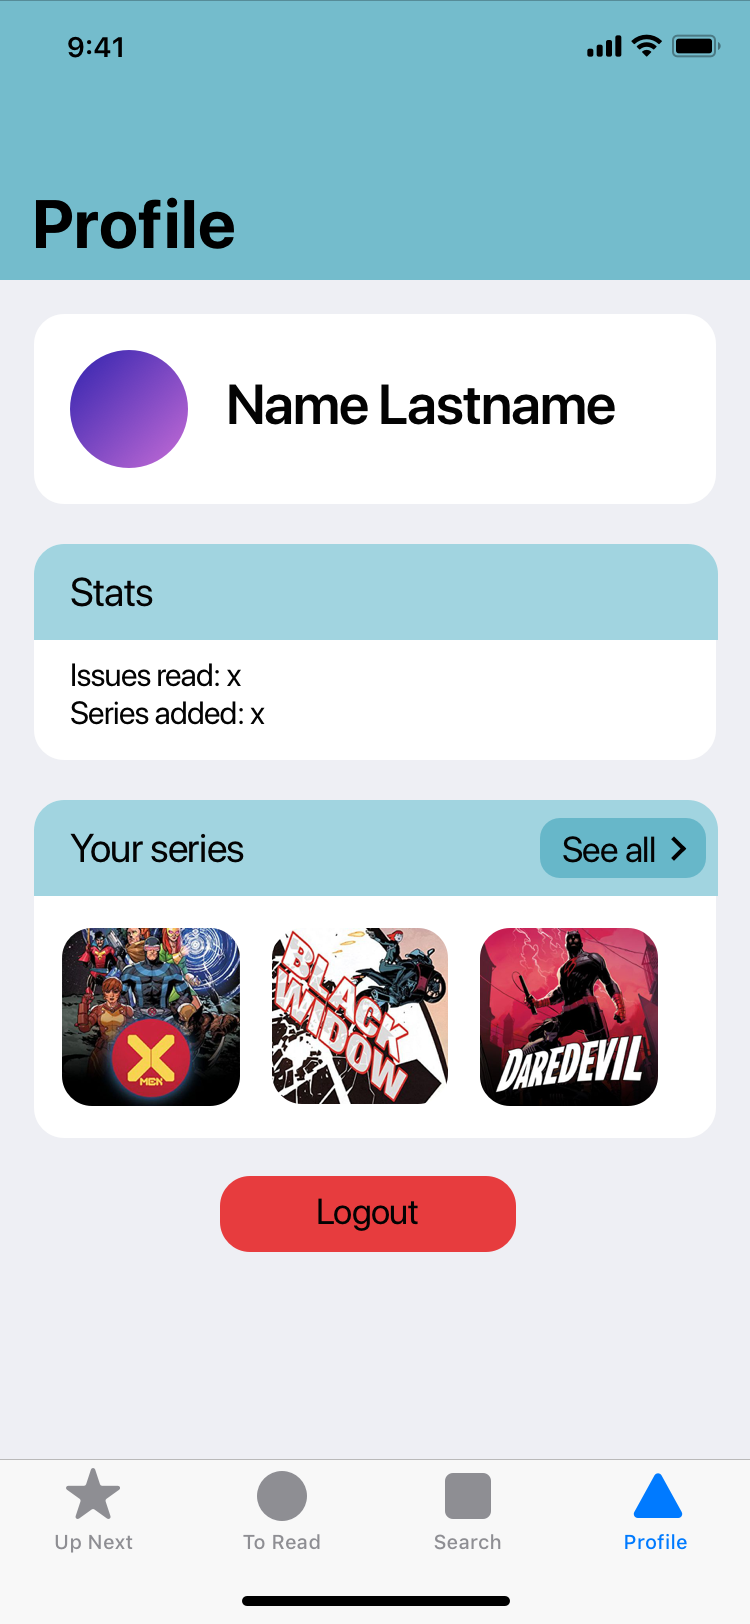 9:41
Profile
Name Lastname
Stats
Issues read: x
Series added: x
Your series
See all
X
MEN
BLACK
WIDOW
DAREDEVIL
Logout
Up Next
To Read
Search
Profile